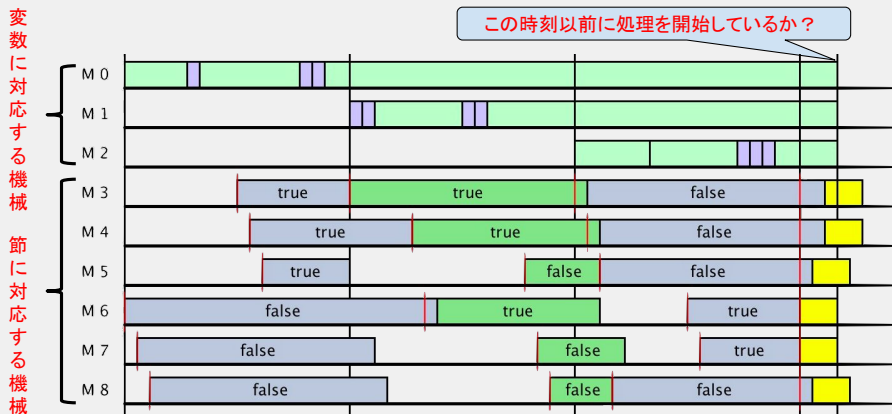 この時刻以前に処理を開始しているか？
変数に対応する機械
M 0
M 1
M 2
節に対応する機械
M 3 true true false
M 4 true true false
M 5 true false false
M 6 false true true
M 7 false false true
M 8 false false false